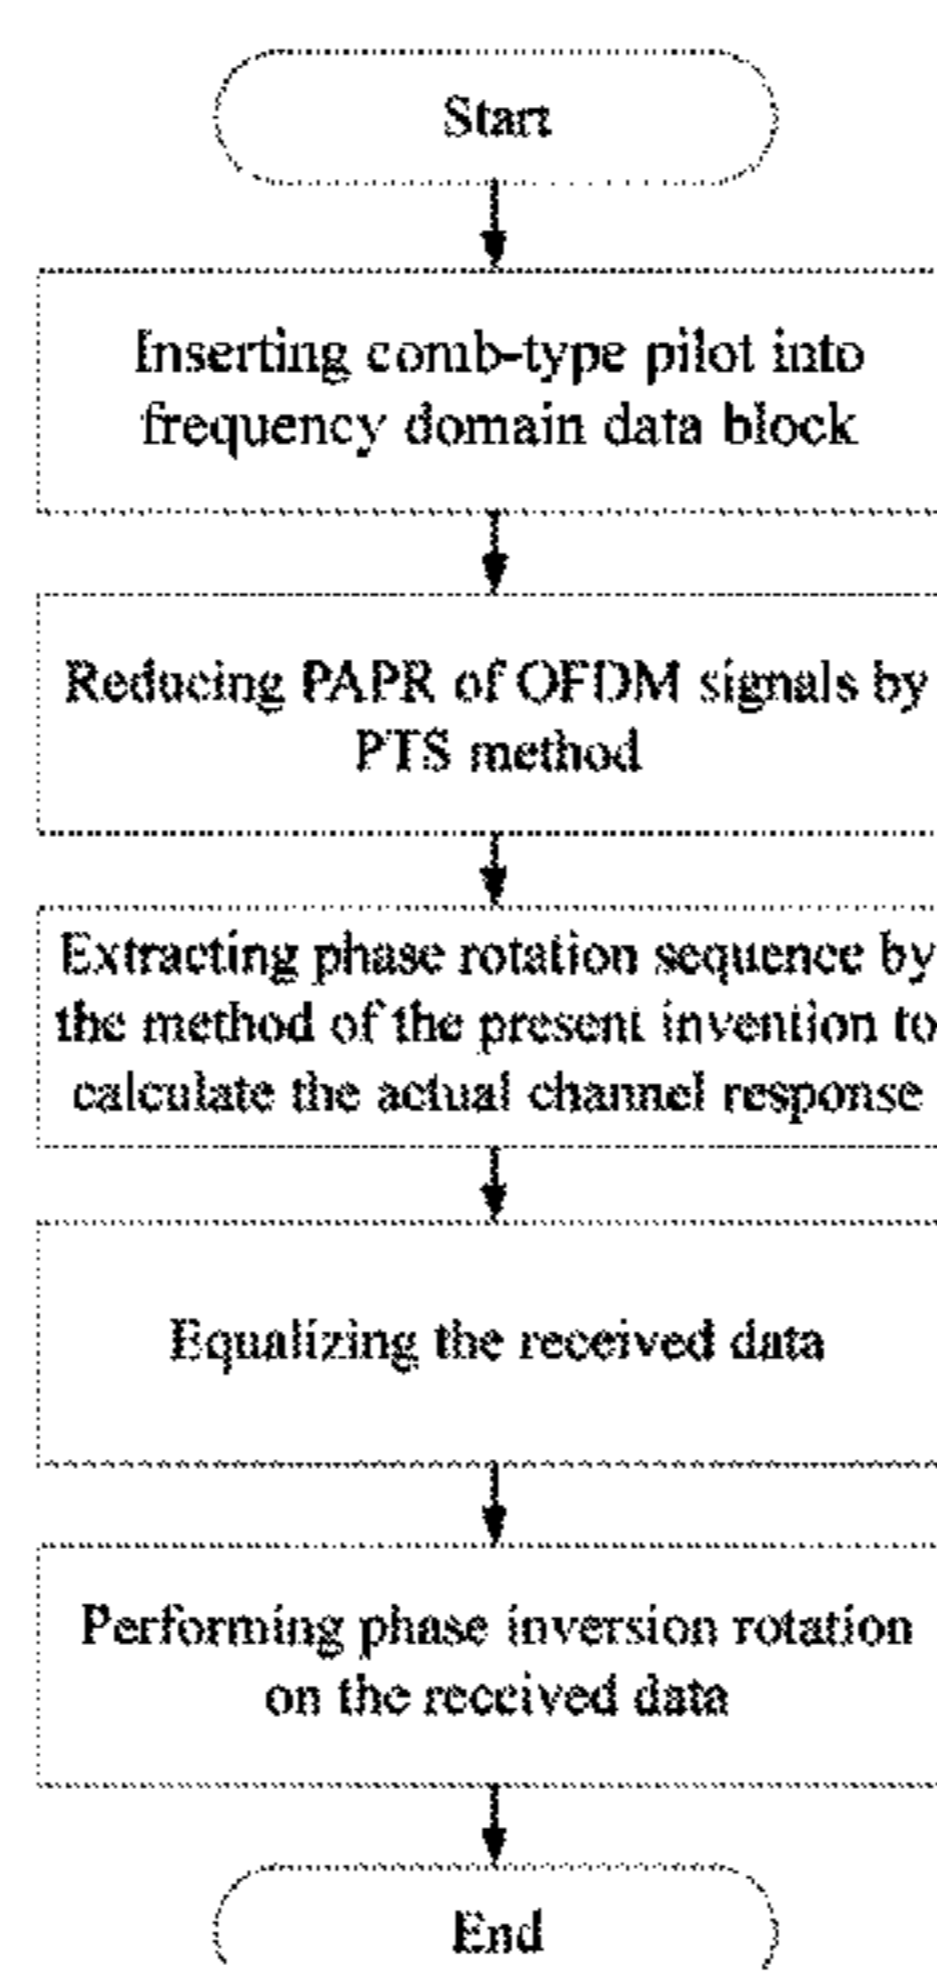 Start
Inserting comb-type pilot into
frequency domain data block
Reducing PAPR of OFDM signals by
PTS method
Extracting phase rotation sequence by
the method of the present invention to
calculate the actual channel response
Equalizing the received data
Performing phase inversion rotation
on the received data
End